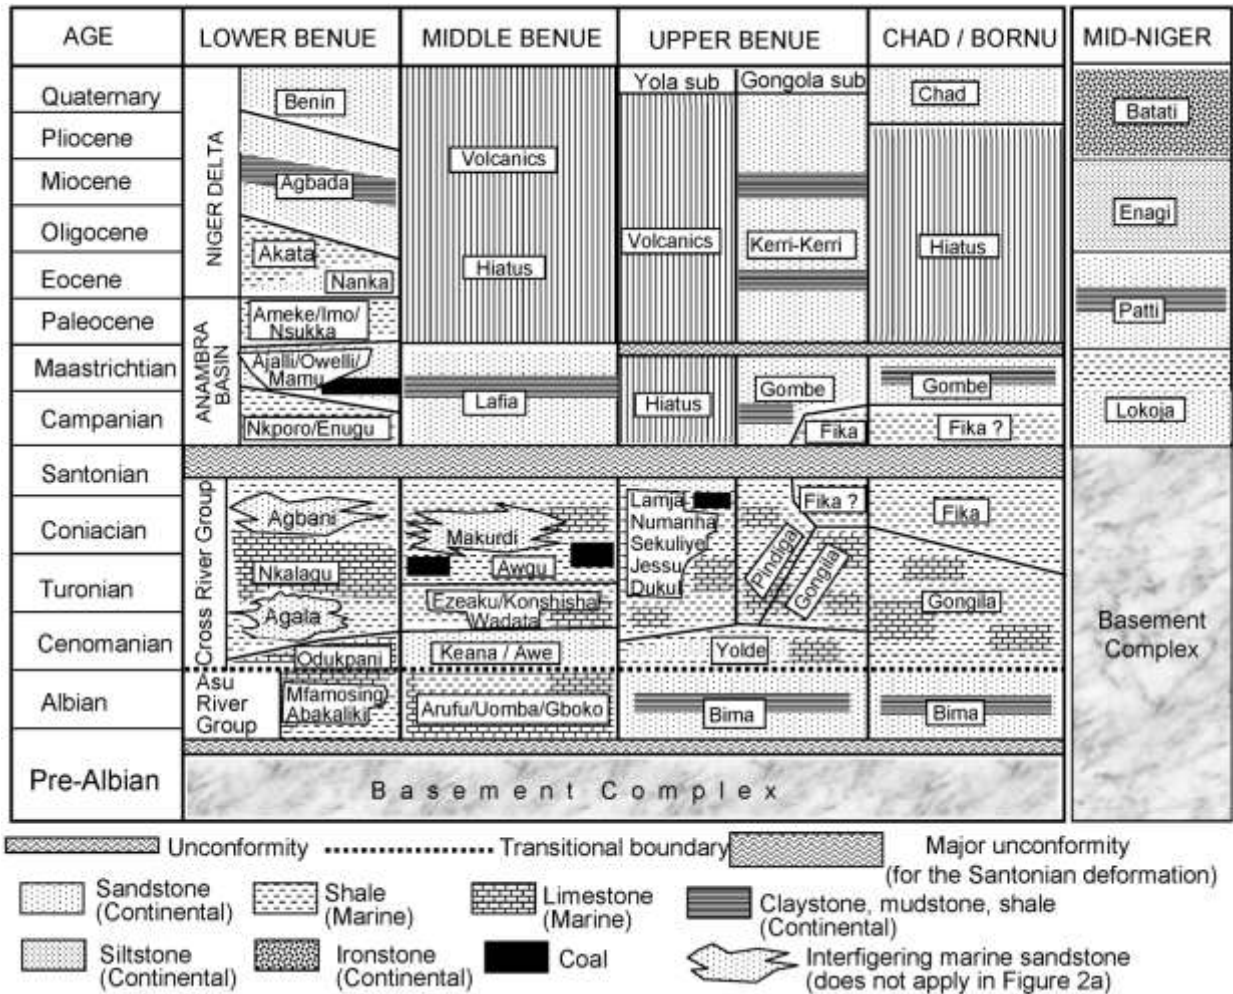 AGE LOWER BENUE MIDDLE BENUE UPPER BENUE CHAD / BORNU MID-NIGER
Yola sub Gongola sub
Quaternary
Pliocene
Miocene
Oligocene
Eocene
Paleocene
Maastrichtian
Campanian
Santonian
Coniacian
Turonian
Cenomanian
Albian
Pre-Albian
NIGER DELTA
Benin
Agbada
Akata
Nanka
ANAMBRA
BASIN
Ameke/Imo/
Nsukka
Ajalli/Owelli/
Mamu
Nkporo/Enugu
Cross River Group
Agbani
Nkalagu
Agala
Odukpani
Asu
River
Group
Mfamosing
Abakaliki
Volcanics
Hiatus
Lafia
Makurdi
Awgu
Ezeaku/Konshisha/
Wadata
Keana / Awe
Arufu/Uomba/Gboko
Volcanics
Hiatus
Lamja
Numanha
Sekuliye
Jessu
Dukul
Kerri-Kerri
Gombe
Fika
Fika ?
Pindiga
Gongila
Yolde
Bima
Chad
Hiatus
Gombe
Fika ?
Fika
Gongila
Bima
Batati
Enagi
Patti
Lokoja
Basement
Complex
Basement Complex
Unconformity
Transitional boundary
Major unconformity
(for the Santonian deformation)
Sandstone
(Continental)
Shale
(Marine)
Limestone
(Marine)
Claystone, mudstone, shale
(Continental)
Siltstone
(Continental)
Ironstone
(Continental)
Coal
Interfigering marine sandstone
(does not apply in Figure 2a)